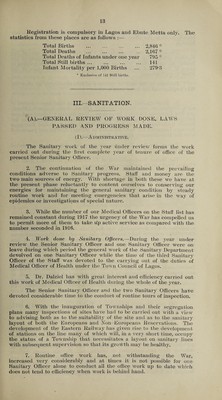 13
Registration is compulsory in Lagos and Ebute Metta only. The
statistics from these places are as follows :—
Total Births ... ... ... ... 2,846 *
Total Deaths ... ... ... ... 2,167 *
Total Deaths of Infants under one year 782 *
Total Still births ... ... ... 141
Infant Mortality per 1,000 Births ... 279·3
* Exclusive of 141 Still births.
III.—SANITATION.
(A).—GENERAL REVIEW OF WORK DONE, LAWS
PASSED AND PROGRESS MADE.
(I).—ADMINISTRATIVE.
The Sanitary work of the year under review forms the work
carried out during the first complete year of tenure of office of the
present Senior Sanitary Officer.
2. The continuation of the War maintained the prevailing
conditions adverse to Sanitary progress. Staff and money are the
two main sources of energy. With shortage in both these we have at
the present phase reluctantly to content ourselves to conserving our
energies for maintaining the general sanitary condition by steady
routine work and for meeting emergencies that arise in the way of
epidemics or investigations of special nature.
3. While the number of our Medical Officers on the Staff list has
remained constant during 1917 the urgency of the War has compelled us
to permit more of them to take up active service as compared with the
number seconded in 1916.
4. Work done by Sanitary Officers.—During the year under
review the Senior Sanitary Officer and one Sanitary Officer were on
leave during which period the general work of the Sanitary Department
devolved on one Sanitary Officer while the time of the third Sanitary
Officer of the Staff was devoted to the carrying out of the duties of
Medical Officer of Health under the Town Council of Lagos.
5. Dr. Dalziel has with great interest and efficiency carried out
this work of Medical Officer of Health during the whole of the year.
The Senior Sanitary Officer and the two Sanitary Officers have
devoted considerable time to the conduct of routine hours of inspection.
6. With the inauguration of Townships and their segregation
plans many inspections of sites have had to be carried out with a view
to advising both as to the suitability of the site and as to the sanitary
layout of both the European and Non European Reservations. The
development of the Eastern Railway has given rise to the development
of stations on the line many of which will, in a very short time, occupy
the status of a Township that necessitates a layout on sanitary lines
with subsequent supervision so that its growth may be healthy.
7. Routine office work has, not withstanding the War,
increased very considerably and at times it is not possible for one
Sanitary Officer alone to conduct all the office work up to date which
does not tend to efficiency when work is behind hand.